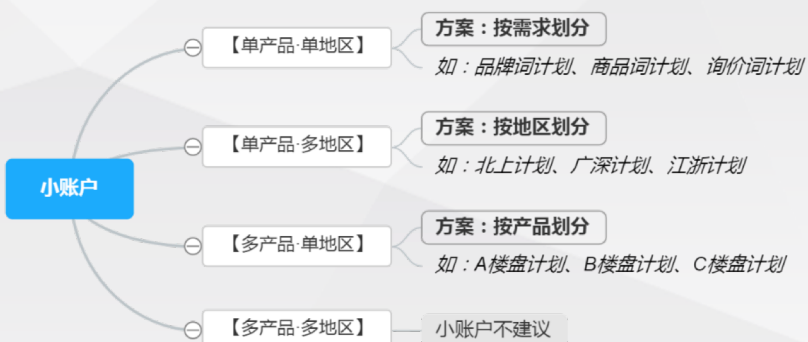 【单产品·单地区】
方案：按需求划分
如：品牌词计划、商品词计划、询价词计划
【单产品·多地区】
方案：按地区划分
如：北上计划、广深计划、江浙计划
小账户
【多产品·单地区】
方案：按产品划分
如：A楼盘计划、B楼盘计划、C楼盘计划
【多产品·多地区】
小账户不建议